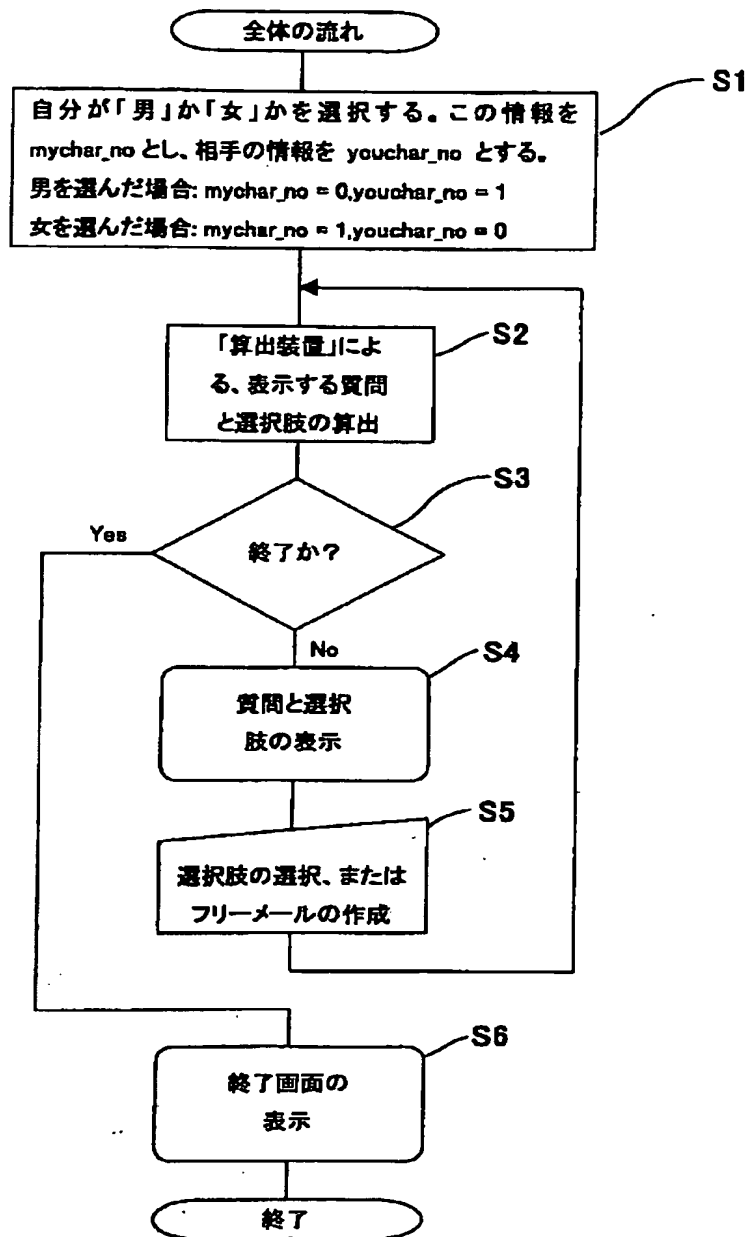 全体の流れ
S1
自分が「男」か「女」かを選択する。この情報を
mychar_no とし、相手の情報を youchar_no とする。
男を選んだ場合: mychar_no = 0,youchar_no = 1
女を選んだ場合: mychar_no = 1,youchar_no = 0
S2
「算出装置」によ
る、表示する質問
と選択肢の算出
S3
Yes
終了か?
No
S4
質問と選択
肢の表示
S5
選択肢の選択、または
フリーメールの作成
S6
終了画面の
表示
終了